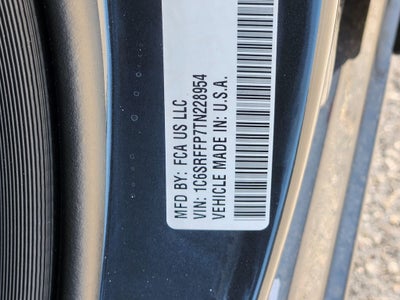 MFD BY: FCA US LLC
VIN: 1C6SRFFP7TN228954
VEHICLE MADE IN: U.S.A.